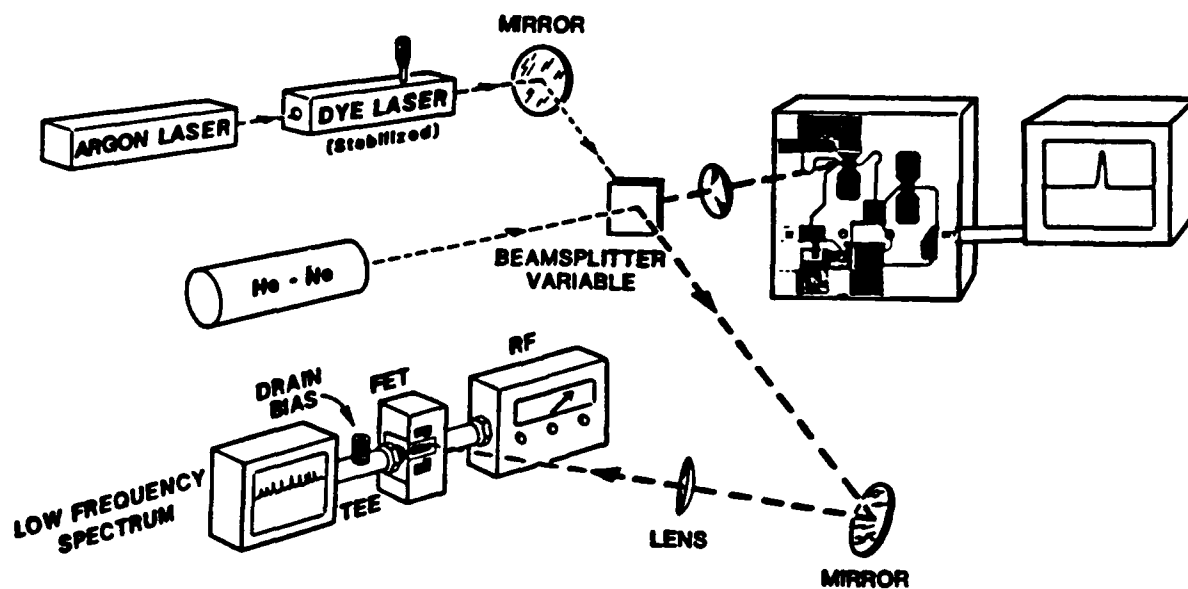 MIRROR
ARGON LASER
DYE LASER
(Stabilized)
He - Ne
BEAMSPLITTER
VARIABLE
RF
FET
DRAIN
BIAS
LOW FREQUENCY
SPECTRUM
TEE
LENS
MIRROR